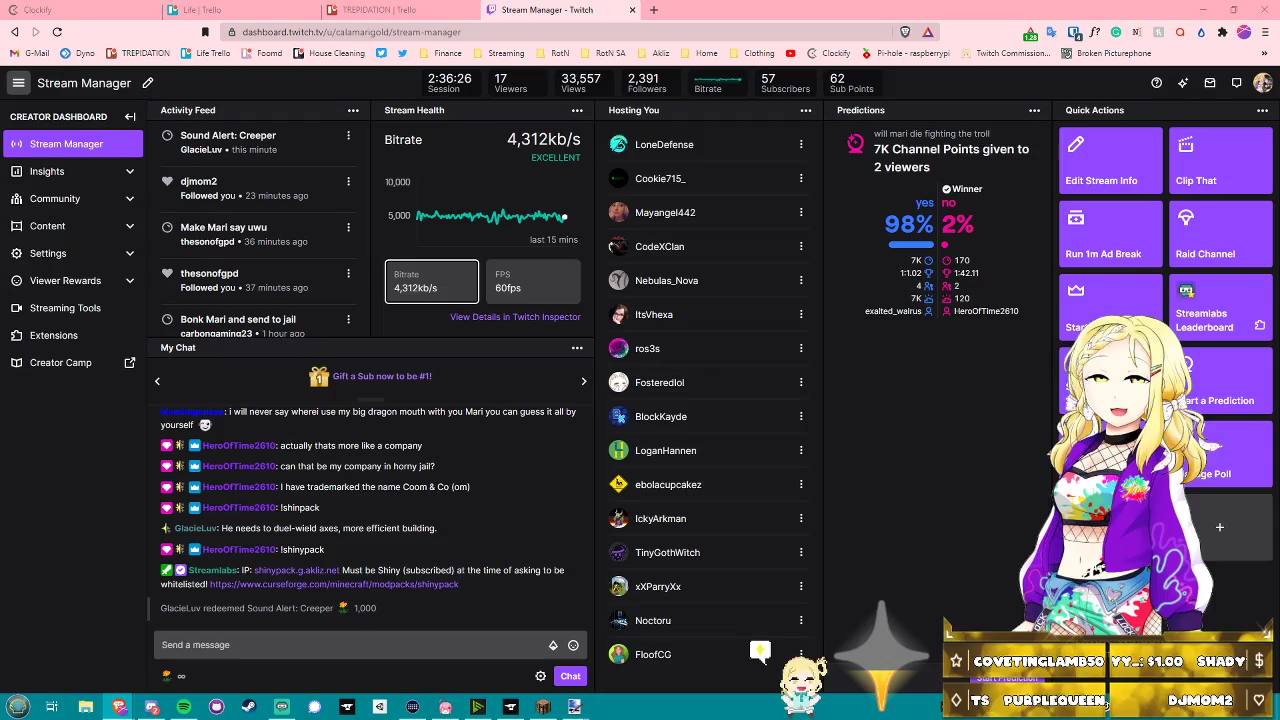 Clockify
Life | Trello
TREPIDATION | Trello
Stream Manager - Twitch
dashboard.twitch.tv/u/calamarigold/stream-manager
1.28
G-Mail
Dyno
TREPIDATION
Life Trello
Foomd
House Cleaning
Finance
Streaming
RotN
RotN SA
Akliz
Home
Clothing
Clockify
Pi-hole - raspberrypi
Twitch Commission...
Broken Picturephone
Stream Manager
2:36:26
Session
17
Viewers
33,557
Views
2,391
Followers
Bitrate
57
Subscribers
62
Sub Points
CREATOR DASHBOARD
Stream Manager
Insights
Community
Content
Settings
Viewer Rewards
Streaming Tools
Extensions
Creator Camp
Activity Feed
Sound Alert: Creeper
GlacieLuv • this minute
djmom2
Followed you • 23 minutes ago
Make Mari say uwu
thesonofgpd • 36 minutes ago
thesonofgpd
Followed you • 37 minutes ago
Bonk Mari and send to jail
carbongaming23 • 1 hour ago
Stream Health
Bitrate
4,312kb/s
EXCELLENT
10,000
5,000
last 15 mins
Bitrate
4,312kb/s
FPS
60fps
View Details in Twitch Inspector
My Chat
Gift a Sub now to be #1!
1
: i will never say wherei use my big dragon mouth with you Mari you can guess it all by
yourself
HeroOfTime2610: actually thats more like a company
HeroOfTime2610: can that be my company in horny jail?
HeroOfTime2610: I have trademarked the name Coom & Co (om)
HeroOfTime2610: !shinpack
GlacieLuv: He needs to duel-wield axes, more efficient building.
HeroOfTime2610: !shinypack
Streamlabs: IP: shinypack.g.akliz.net Must be Shiny (subscribed) at the time of asking to be
whitelisted! https://www.curseforge.com/minecraft/modpacks/shinypack
GlacieLuv redeemed Sound Alert: Creeper 1,000
Send a message
∞
Chat
Hosting You
LoneDefense
Cookie715_
Mayangel442
CodeXClan
Nebulas_Nova
ItsVhexa
ros3s
FosteredIol
BlockKayde
LoganHannen
ebolacupcakez
IckyArkman
TinyGothWitch
xXParryXx
Noctoru
FloofCG
Predictions
will mari die fighting the troll
7K Channel Points given to
2 viewers
Winner
yes
no
98%
2%
7K
170
1:1.02
1:42.11
4
2
7K
120
exalted_walrus
HeroOfTime2610
Start Prediction
Quick Actions
Edit Stream Info
Clip That
Run 1m Ad Break
Raid Channel
Streamlabs
Leaderboard
a Prediction
ge Poll
COVETINGLAMB50
YY_: $1.00
SHADY
TS
PURPLEQUEEN_
DJMOM2